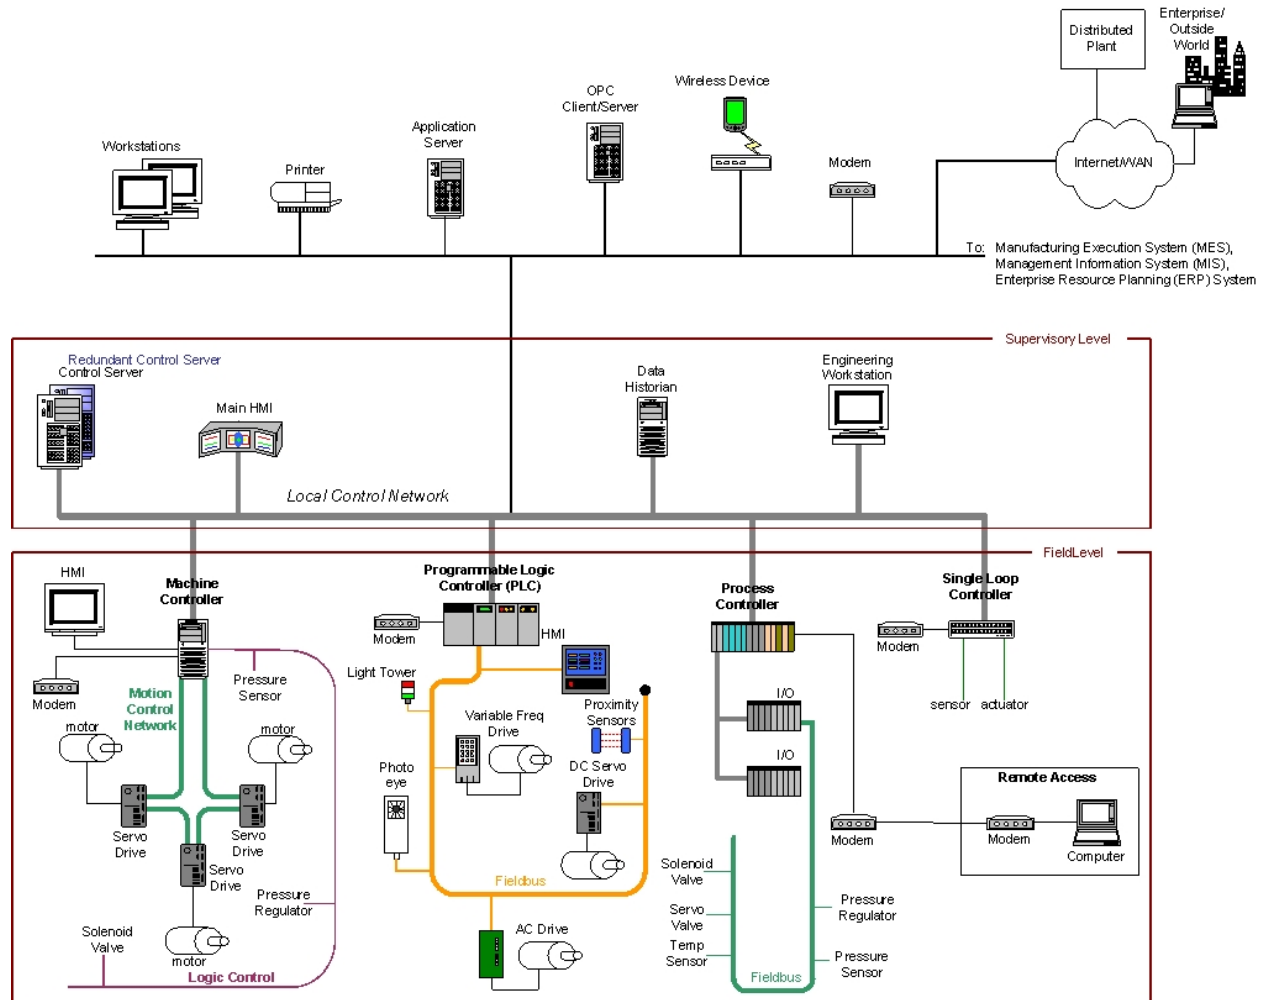 Distributed
Plant
Enterprise/
Outside
World
Wireless Device
OPC
Client/Server
Application
Server
Workstations
Printer
Modem
Internet/WAN
To: Manufacturing Execution System (MES),
Management Information System (MIS),
Enterprise Resource Planning (ERP) System
Supervisory Level
Redundant Control Server
Control Server
Main HMI
Data
Historian
Engineering
Workstation
Local Control Network
FieldLevel
HMI
Machine
Controller
Programmable Logic
Controller (PLC)
Process
Controller
Single Loop
Controller
Modem
HMI
Modem
Light Tower
Pressure
Sensor
Modem
Motion
Control
Network
motor
motor
Variable Freq
Drive
Proximity
Sensors
I/O
sensor
actuator
Photo
eye
DC Servo
Drive
I/O
Remote Access
Servo
Drive
Servo
Drive
Servo
Drive
Modem
Modem
Computer
Fieldbus
Solenoid
Valve
Pressure
Regulator
Pressure
Regulator
Servo
Valve
Solenoid
Valve
motor
AC Drive
Temp
Sensor
Pressure
Sensor
Logic Control
Fieldbus